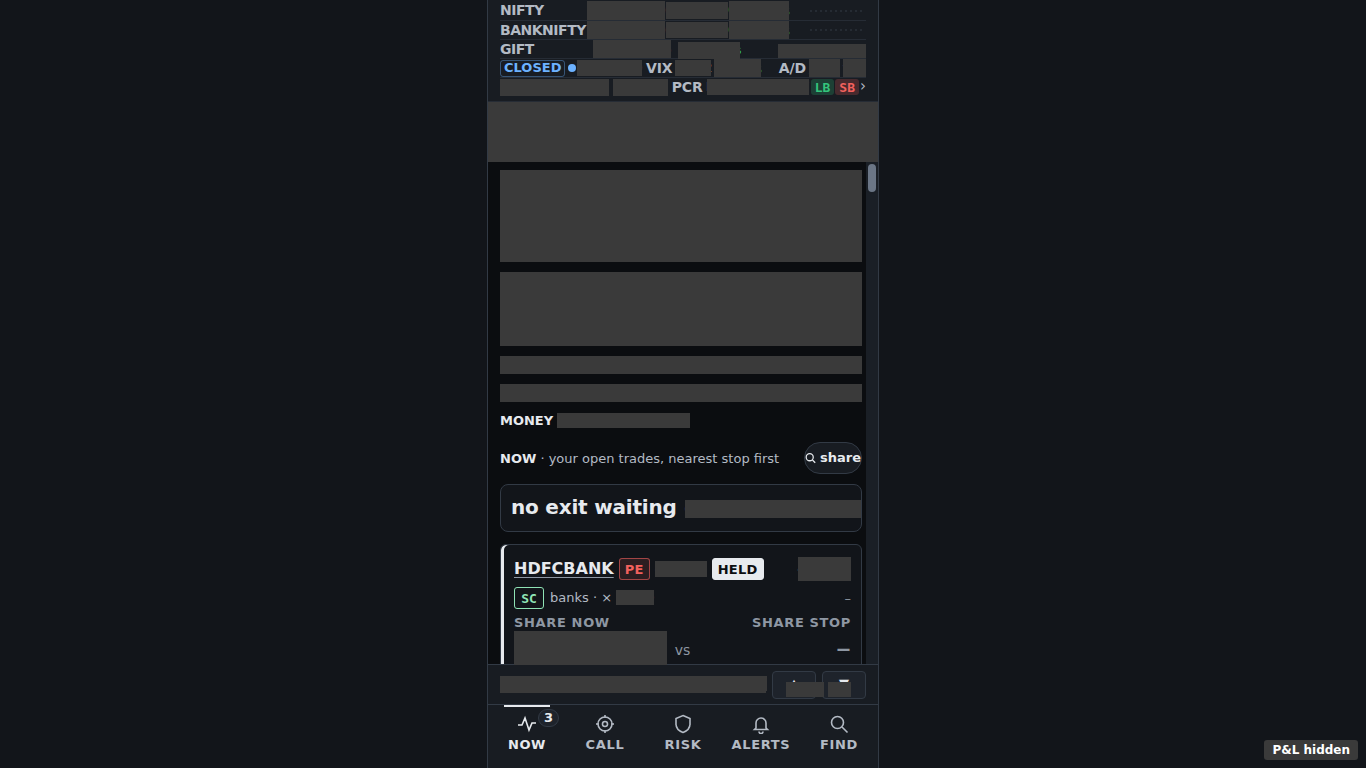 NIFTY
BANKNIFTY
GIFT
CLOSED VIX A/D
PCR LB SB ›
MONEY
NOW · your open trades, nearest stop first share
no exit waiting
HDFCBANK PE HELD
SC banks · × –
SHARE NOW SHARE STOP
vs —
3
NOW CALL RISK ALERTS FIND
P&L hidden